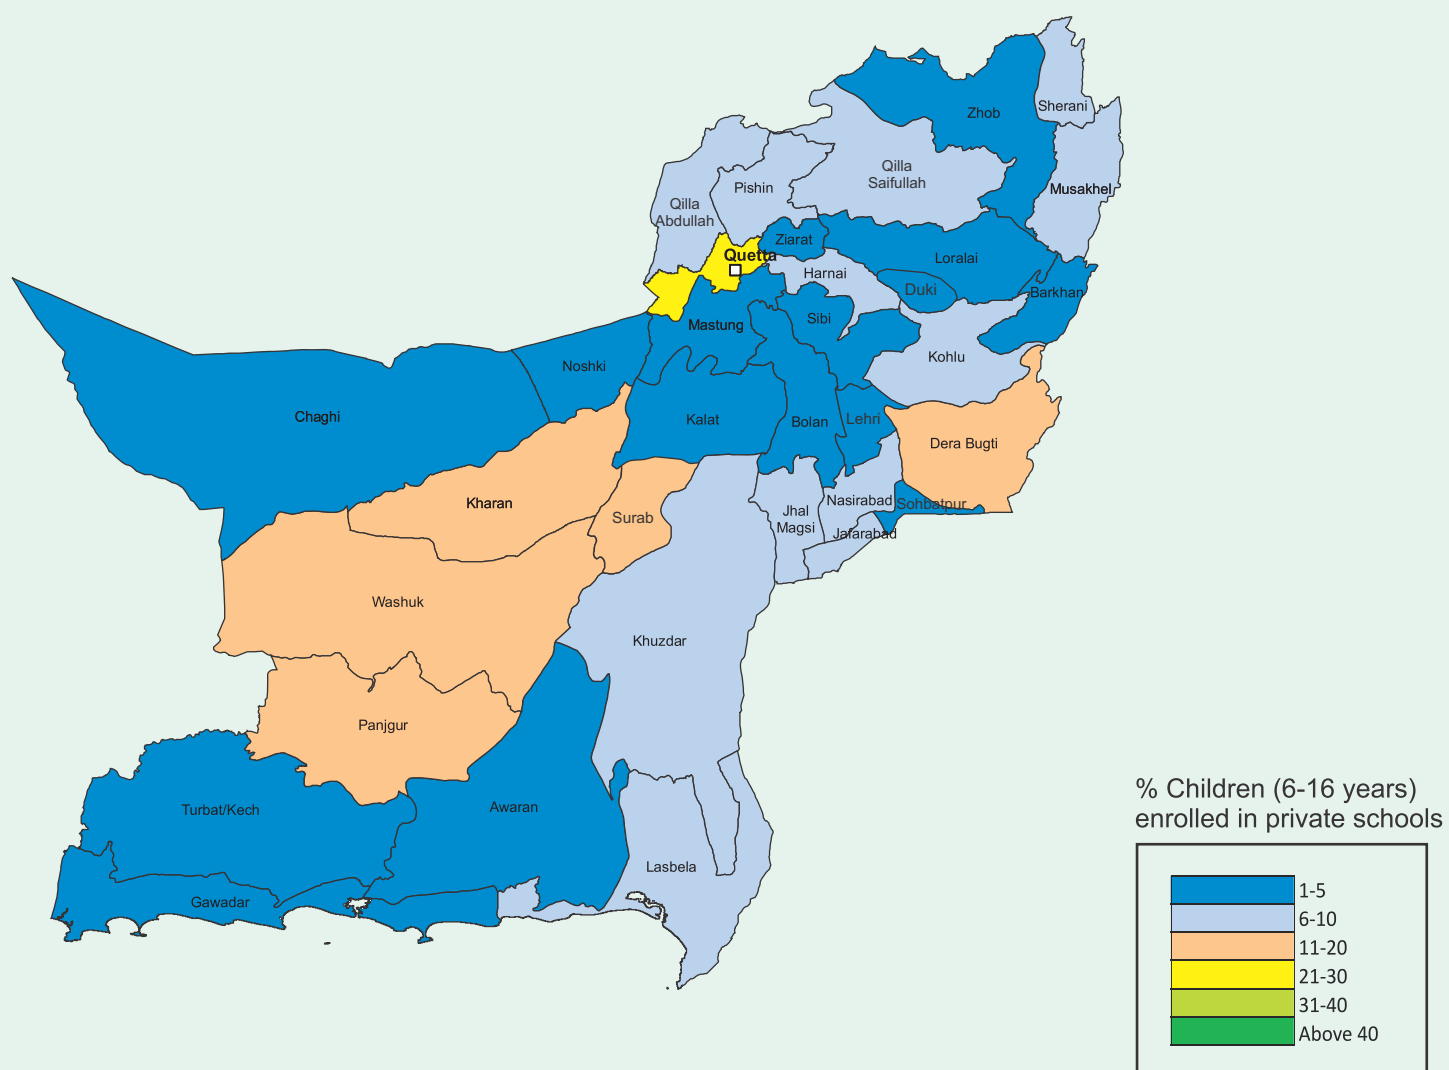 Zhob
Sherani
Qilla
Saifullah
Musakhel
Pishin
Qilla
Abdullah
Ziarat
Quetta
Loralai
Harnai
Duki
Barkhan
Sibi
Mastung
Kohlu
Noshki
Chaghi
Kalat
Bolan
Lehri
Dera Bugti
Kharan
Nasirabad
Sohbatpur
Surab
Jhal
Magsi
Jafarabad
Washuk
Khuzdar
Panjgur
Turbat/Kech
Awaran
Lasbela
Gawadar
% Children (6-16 years)
enrolled in private schools
1-5
6-10
11-20
21-30
31-40
Above 40